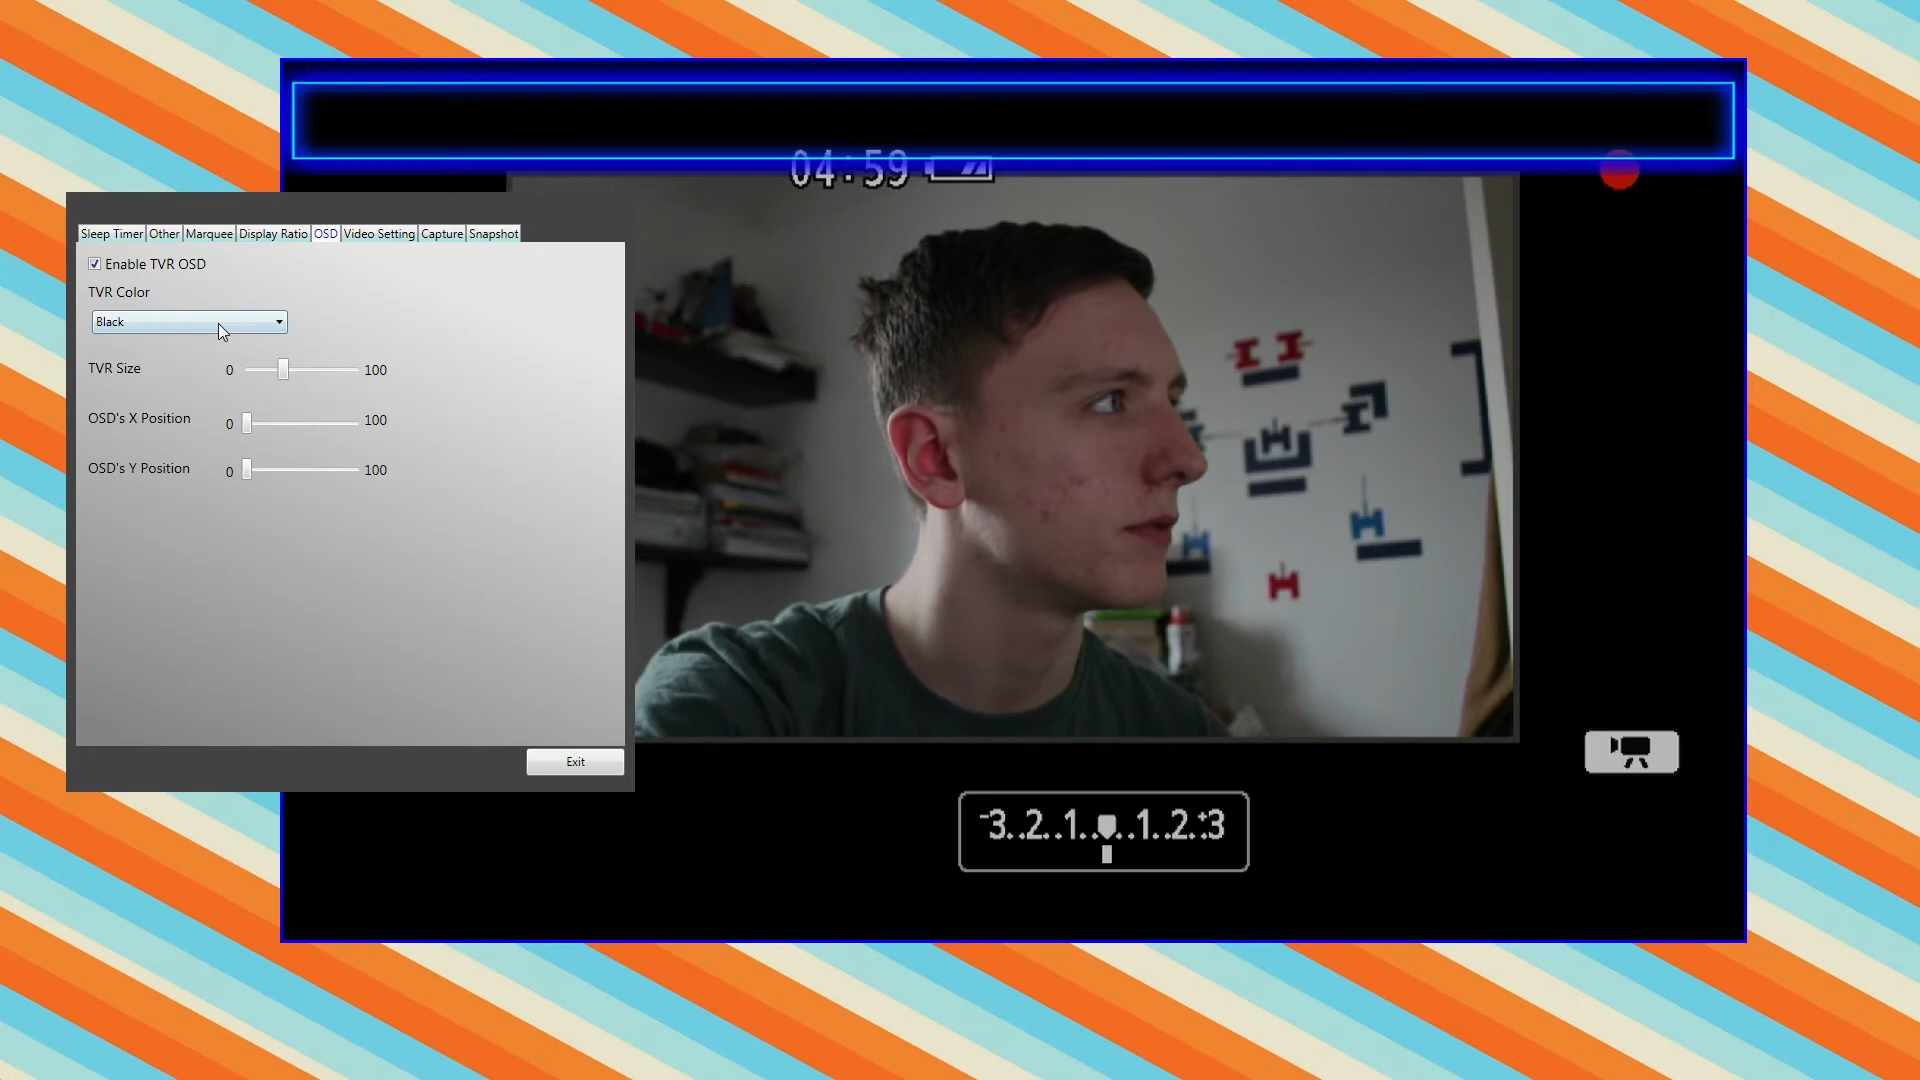 04:59
Sleep Timer Other Marquee Display Ratio OSD Video Setting Capture Snapshot
Enable TVR OSD
TVR Color
Black
TVR Size 0 100
OSD's X Position 0 100
OSD's Y Position 0 100
Exit
-3..2..1.. ..1..2..+3